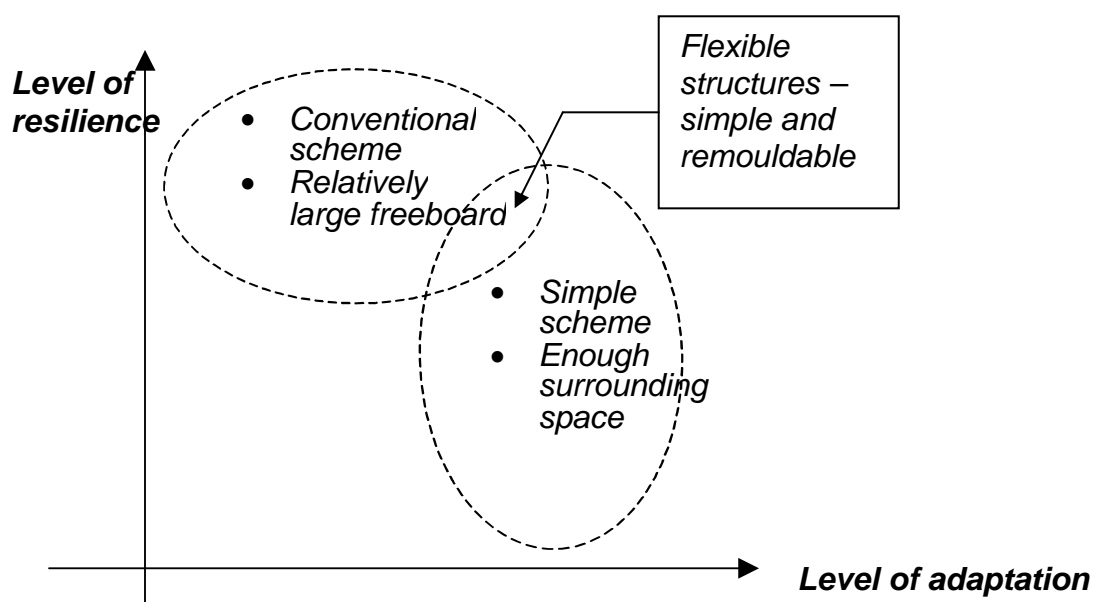 Level of
resilience
• Conventional
scheme
• Relatively
large freeboard
Flexible
structures –
simple and
remouldable
• Simple
scheme
• Enough
surrounding
space
Level of adaptation